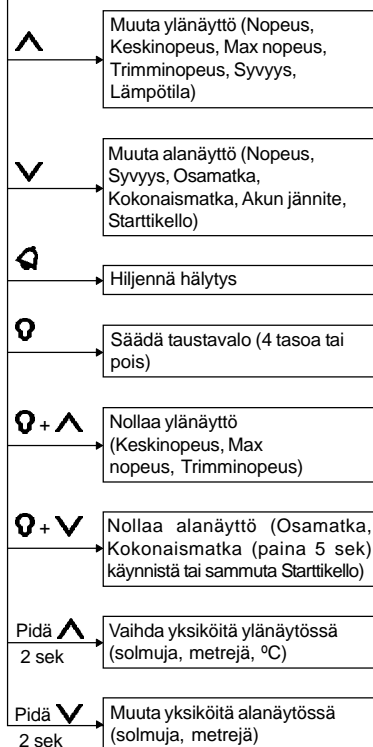 Muuta ylänäyttö (Nopeus,
Keskinopeus, Max nopeus,
Trimminopeus, Syvyys,
Lämpötila)
Muuta alanäyttö (Nopeus,
Syvyys, Osamatka,
Kokonaismatka, Akun jännite,
Starttikello)
Hiljennä hälytys
Säädä taustavalo (4 tasoa tai
pois)
+
Nollaa ylänäyttö
(Keskinopeus, Max
nopeus, Trimminopeus)
+
Nollaa alanäyttö (Osamatka,
Kokonaismatka (paina 5 sek)
käynnistä tai sammuta Starttikello)
Pidä
2 sek
Vaihda yksiköitä ylänäytössä
(solmuja, metrejä, ºC)
Pidä
2 sek
Muuta yksiköitä alanäytössä
(solmuja, metrejä)